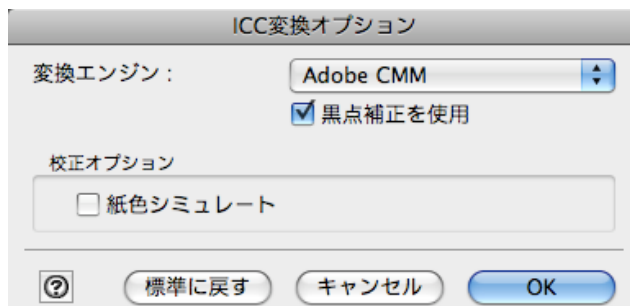 ICC変換オプション
変換エンジン : Adobe CMM
黒点補正を使用
校正オプション
紙色シミュレート
? 標準に戻す キャンセル OK